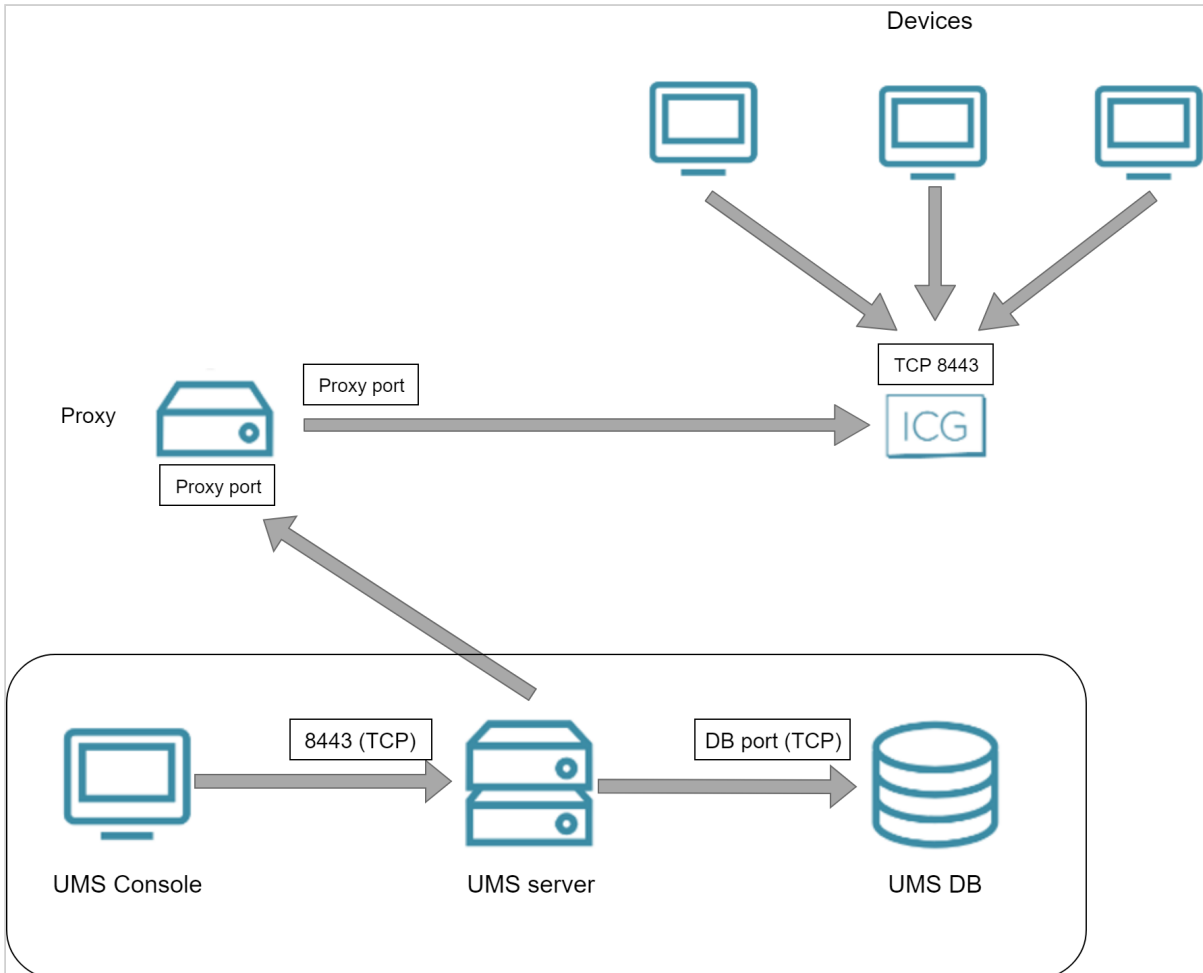 Devices
TCP 8443
Proxy port
Proxy
ICG
Proxy port
8443 (TCP)
DB port (TCP)
UMS Console
UMS server
UMS DB